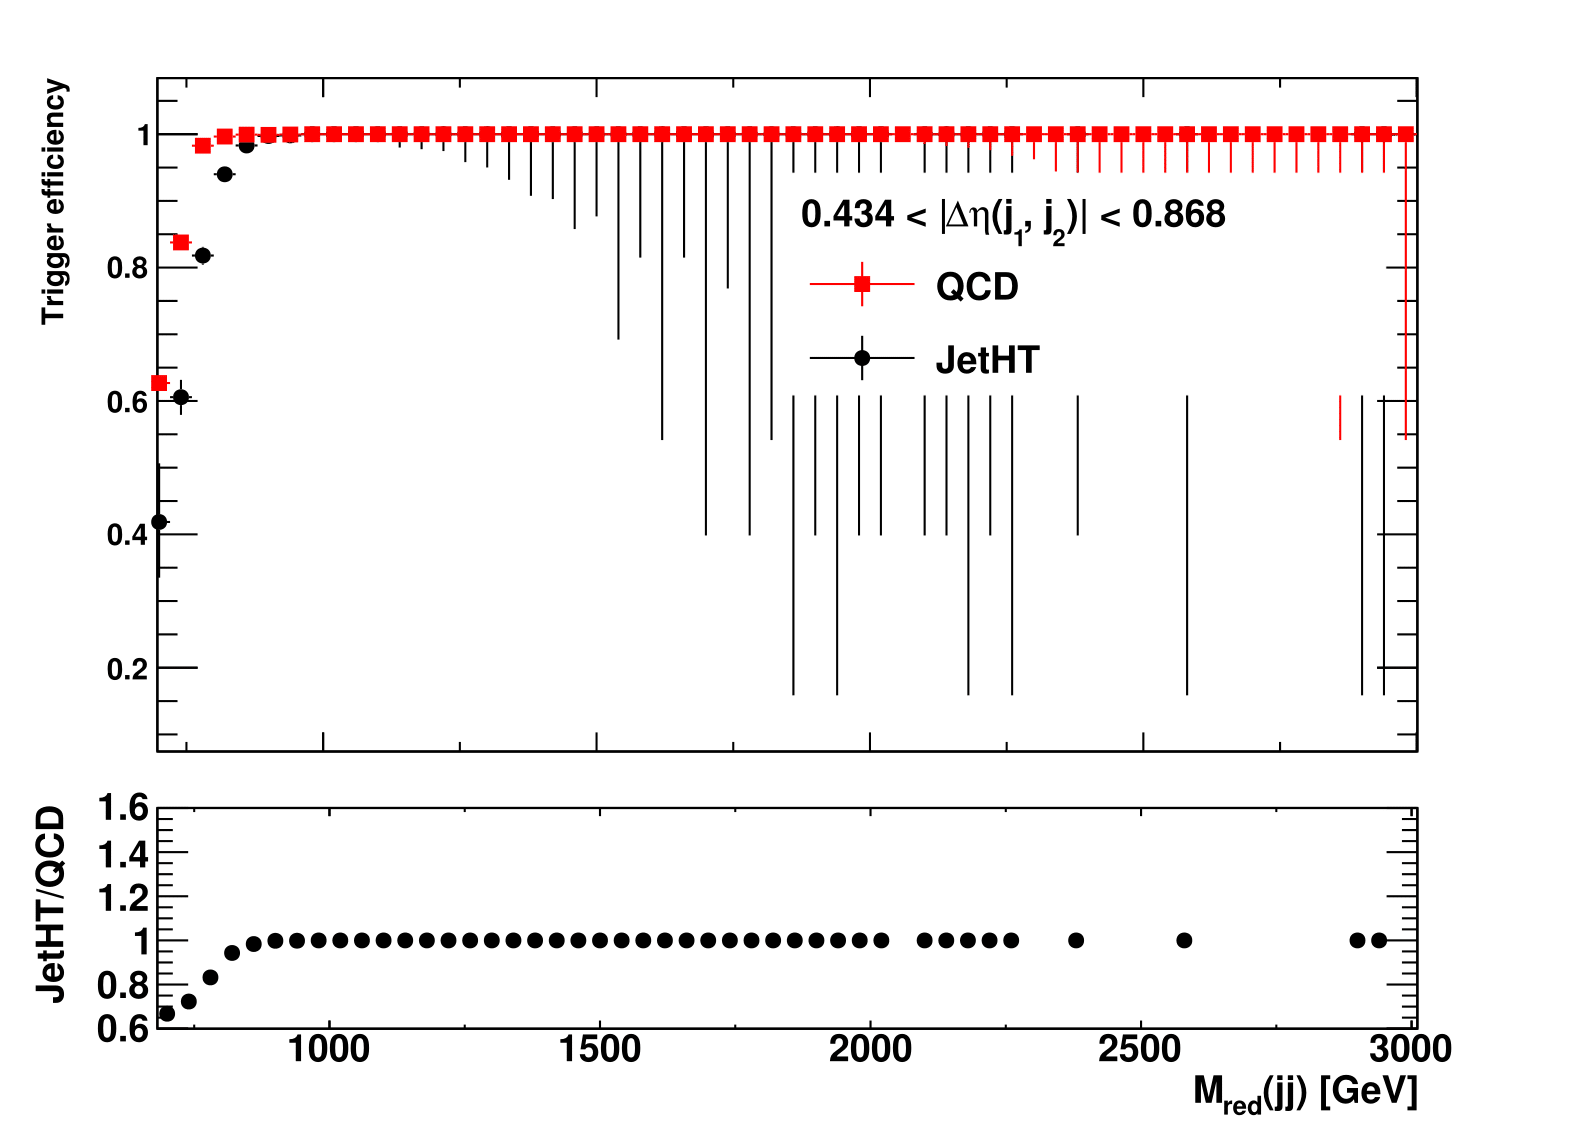 Trigger efficiency
1
0.8
0.6
0.4
0.2
0.434 < |Δη(j1, j2)| < 0.868
QCD
JetHT
JetHT/QCD
1.6
1.4
1.2
1
0.8
0.6
1000 1500 2000 2500 3000
Mred(jj) [GeV]